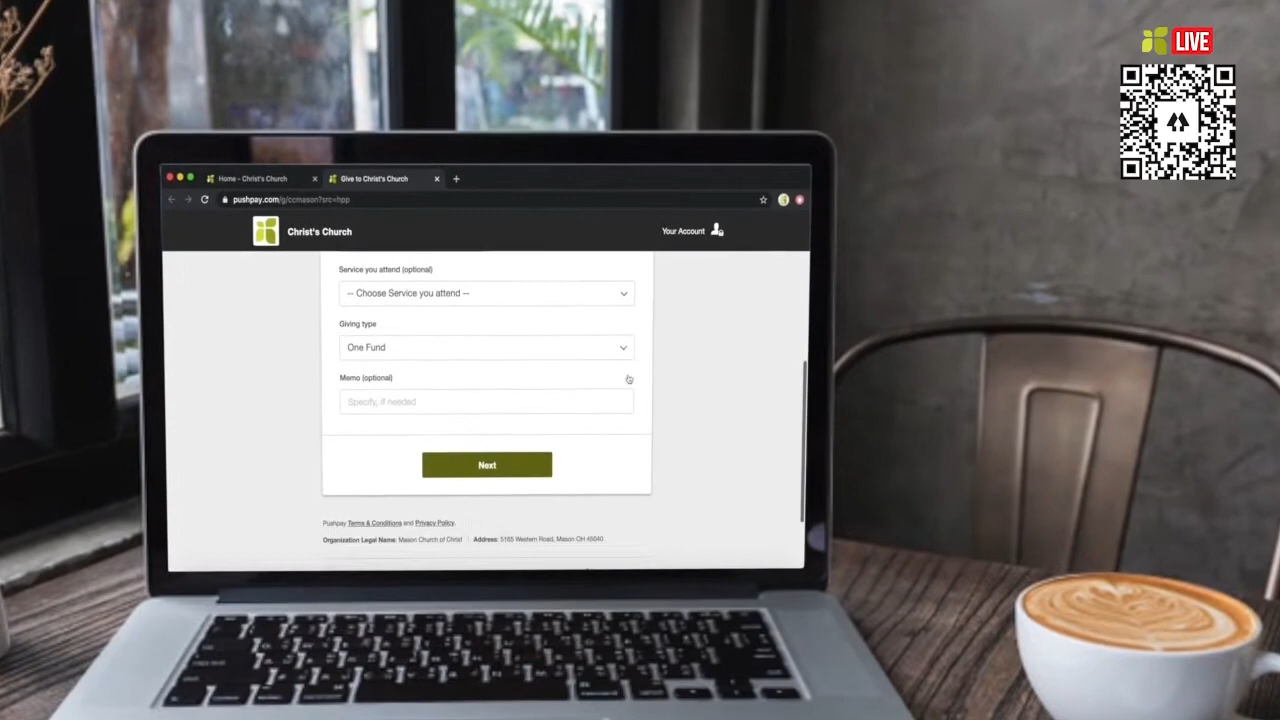 LIVE
Home - Christ's Church
Give to Christ's Church
pushpay.com/g/ccmason?src=hpp
Christ's Church
Your Account
Service you attend (optional)
-- Choose Service you attend --
Giving type
One Fund
Memo (optional)
Specify, if needed
Next
Pushpay Terms & Conditions and Privacy Policy.
Organization Legal Name: Mason Church of Christ
Address: 5165 Western Road, Mason OH 45040